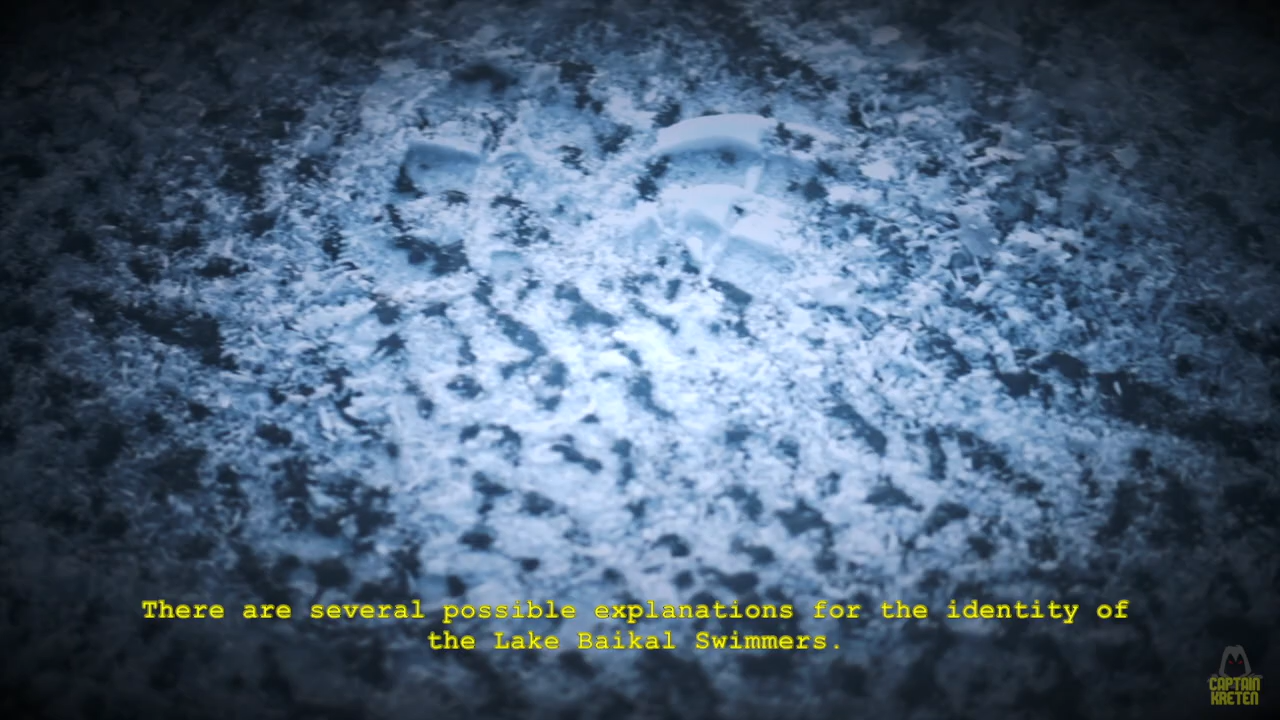 There are several possible explanations for the identity of
the Lake Baikal Swimmers.
CAPTAIN
KRETEN